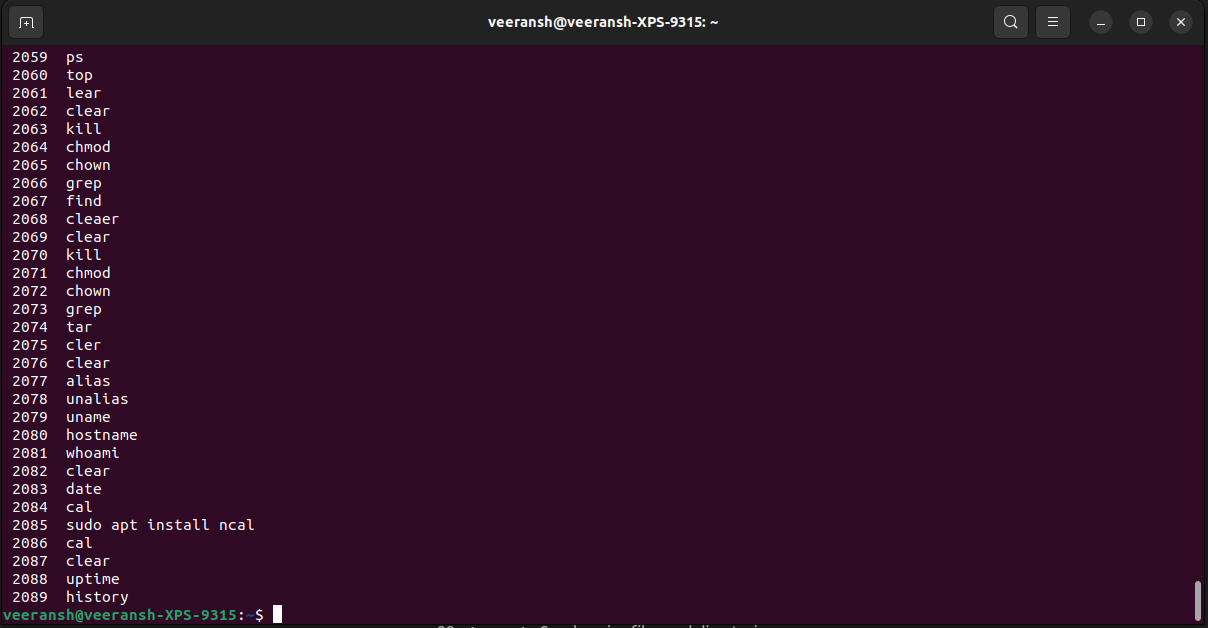 veeransh@veeransh-XPS-9315: ~
2059 ps
2060 top
2061 lear
2062 clear
2063 kill
2064 chmod
2065 chown
2066 grep
2067 find
2068 cleaer
2069 clear
2070 kill
2071 chmod
2072 chown
2073 grep
2074 tar
2075 cler
2076 clear
2077 alias
2078 unalias
2079 uname
2080 hostname
2081 whoami
2082 clear
2083 date
2084 cal
2085 sudo apt install ncal
2086 cal
2087 clear
2088 uptime
2089 history
veeransh@veeransh-XPS-9315:~$